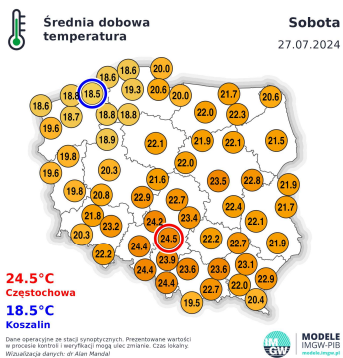 Średnia dobowa
temperatura
Sobota
27.07.2024
18.6 18.6 20.0
18.6 18.8 18.5 19.3 20.6 20.0 21.7 20.6
18.7 18.8 18.8 22.0
19.6
18.9 22.1 21.9 22.1 21.5
19.8
19.6 20.3 22.0
19.8 20.8 21.6 23.5 22.8 21.9
22.9 22.7 22.4 21.7
21.8 23.2 24.2 23.4 22.1
20.3 24.5 22.2 22.7 21.9
22.2 24.4 23.9
24.4 23.6 23.6 23.1
24.4 22.7 22.0 22.9
19.5 20.4
24.5°C
Częstochowa
18.5°C
Koszalin
Dane operacyjne ze stacji synoptycznych. Prezentowane wartości
w procesie kontroli i weryfikacji mogą ulec zmianie. Czas lokalny.
Wizualizacja danych: dr Alan Mandal
IM
GW
MODELE
IMGW-PIB